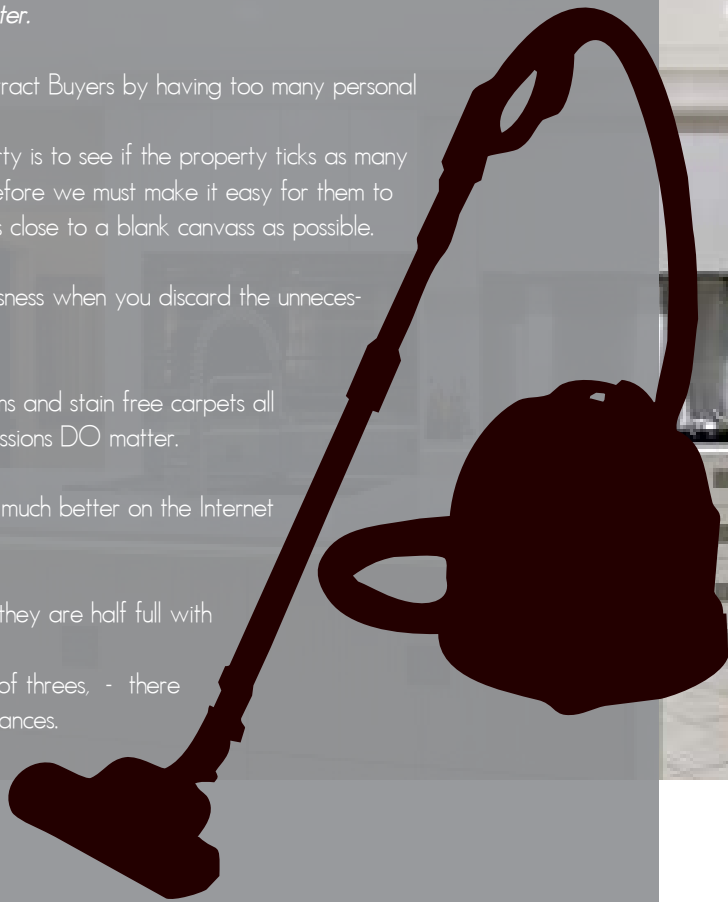 ter.
ract Buyers by having too many personal
rty is to see if the property ticks as many
efore we must make it easy for them to
s close to a blank canvass as possible.
sness when you discard the unneces-
ns and stain free carpets all
ssions DO matter.
much better on the Internet
they are half full with
of threes, - there
ances.